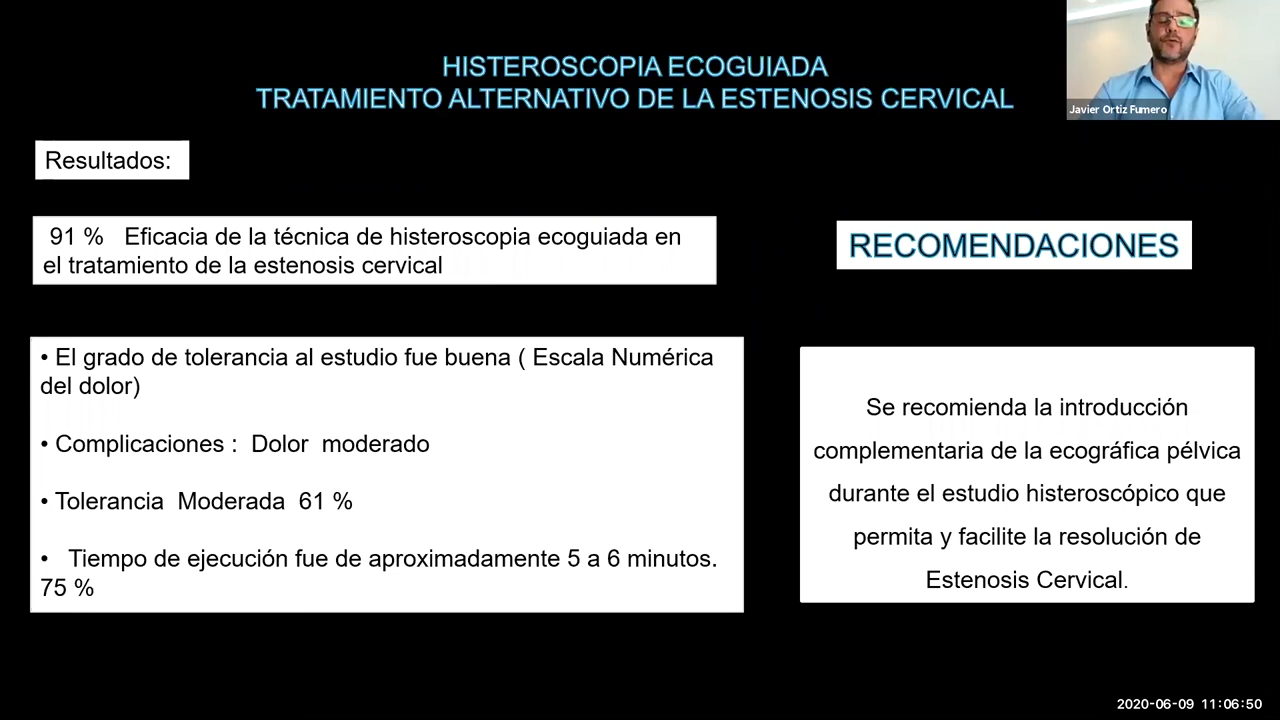 HISTEROSCOPIA ECOGUIADA
TRATAMIENTO ALTERNATIVO DE LA ESTENOSIS CERVICAL
Javier Ortiz Fumero
Resultados:
91 % Eficacia de la técnica de histeroscopia ecoguiada en
el tratamiento de la estenosis cervical
• El grado de tolerancia al estudio fue buena ( Escala Numérica
del dolor)
• Complicaciones : Dolor moderado
• Tolerancia Moderada 61 %
• Tiempo de ejecución fue de aproximadamente 5 a 6 minutos.
75 %
RECOMENDACIONES
Se recomienda la introducción
complementaria de la ecográfica pélvica
durante el estudio histeroscópico que
permita y facilite la resolución de
Estenosis Cervical.
2020-06-09 11:06:50